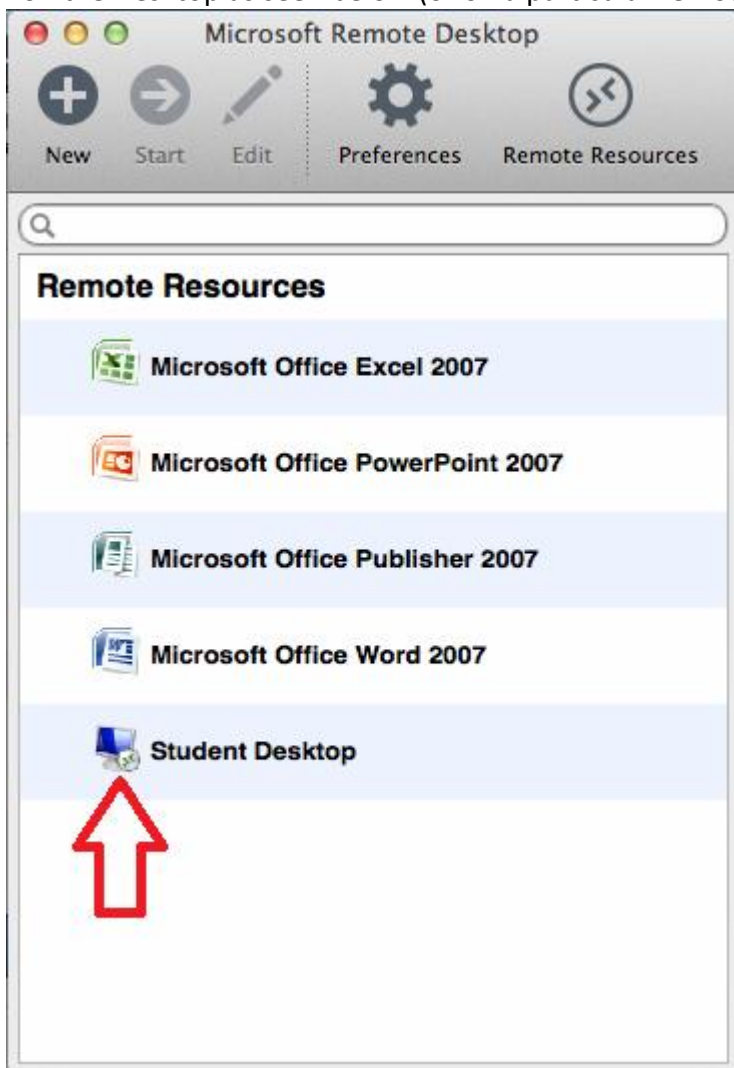 Microsoft Remote Desktop
New Start Edit Preferences Remote Resources
Remote Resources
Microsoft Office Excel 2007
Microsoft Office PowerPoint 2007
Microsoft Office Publisher 2007
Microsoft Office Word 2007
Student Desktop